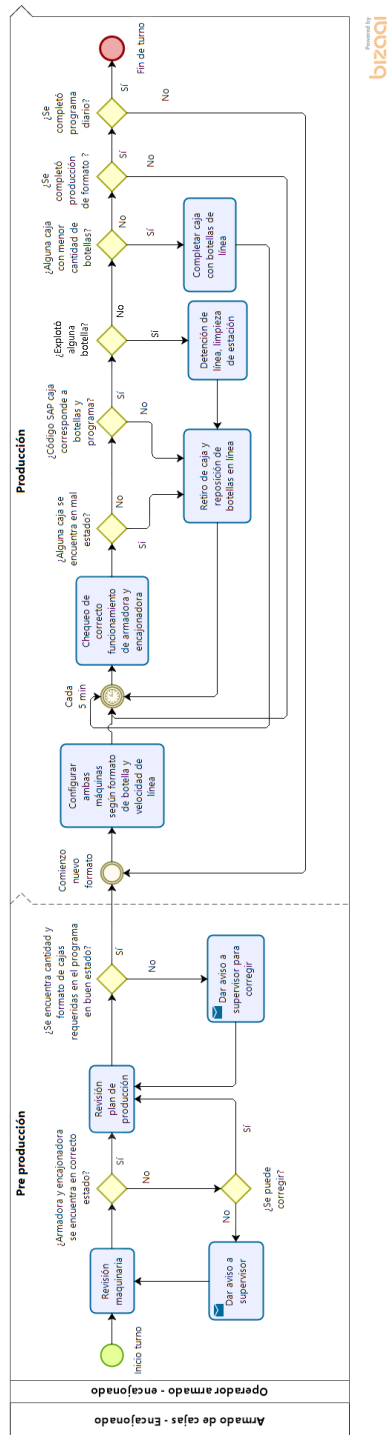 Armado de cajas - Encajonado
Operador armado - encajonado
Pre producción
Inicio turno
Revisión
maquinaria
¿Armadora y encajonadora
se encuentra en correcto
estado?
Sí
No
¿Se puede
corregir?
No
Sí
Dar aviso a
supervisor
Revisión
plan de
producción
¿Se encuentra cantidad y
formato de cajas
requeridas en el programa
en buen estado?
Sí
No
Dar aviso a
supervisor para
corregir
Producción
Comienzo
nuevo
formato
Configurar
ambas
máquinas
según formato
de botella y
velocidad de
línea
Cada
5 min
Chequeo de
correcto
funcionamiento
de armadora y
encajonadora
¿Alguna caja se
encuentra en mal
estado?
No
Sí
¿Código SAP caja
corresponde a
botellas y
programa?
Sí
No
Retiro de caja y
reposición de
botellas en línea
¿Explotó
alguna
botella?
No
Sí
Detención de
línea, limpieza
de estación
¿Alguna caja
con menor
cantidad de
botellas?
No
Sí
Completar caja
con botellas de
línea
¿Se
completó
producción
de formato ?
Sí
No
¿Se
completó
programa
diario?
Sí
No
Fin de turno
Powered by
bizagi